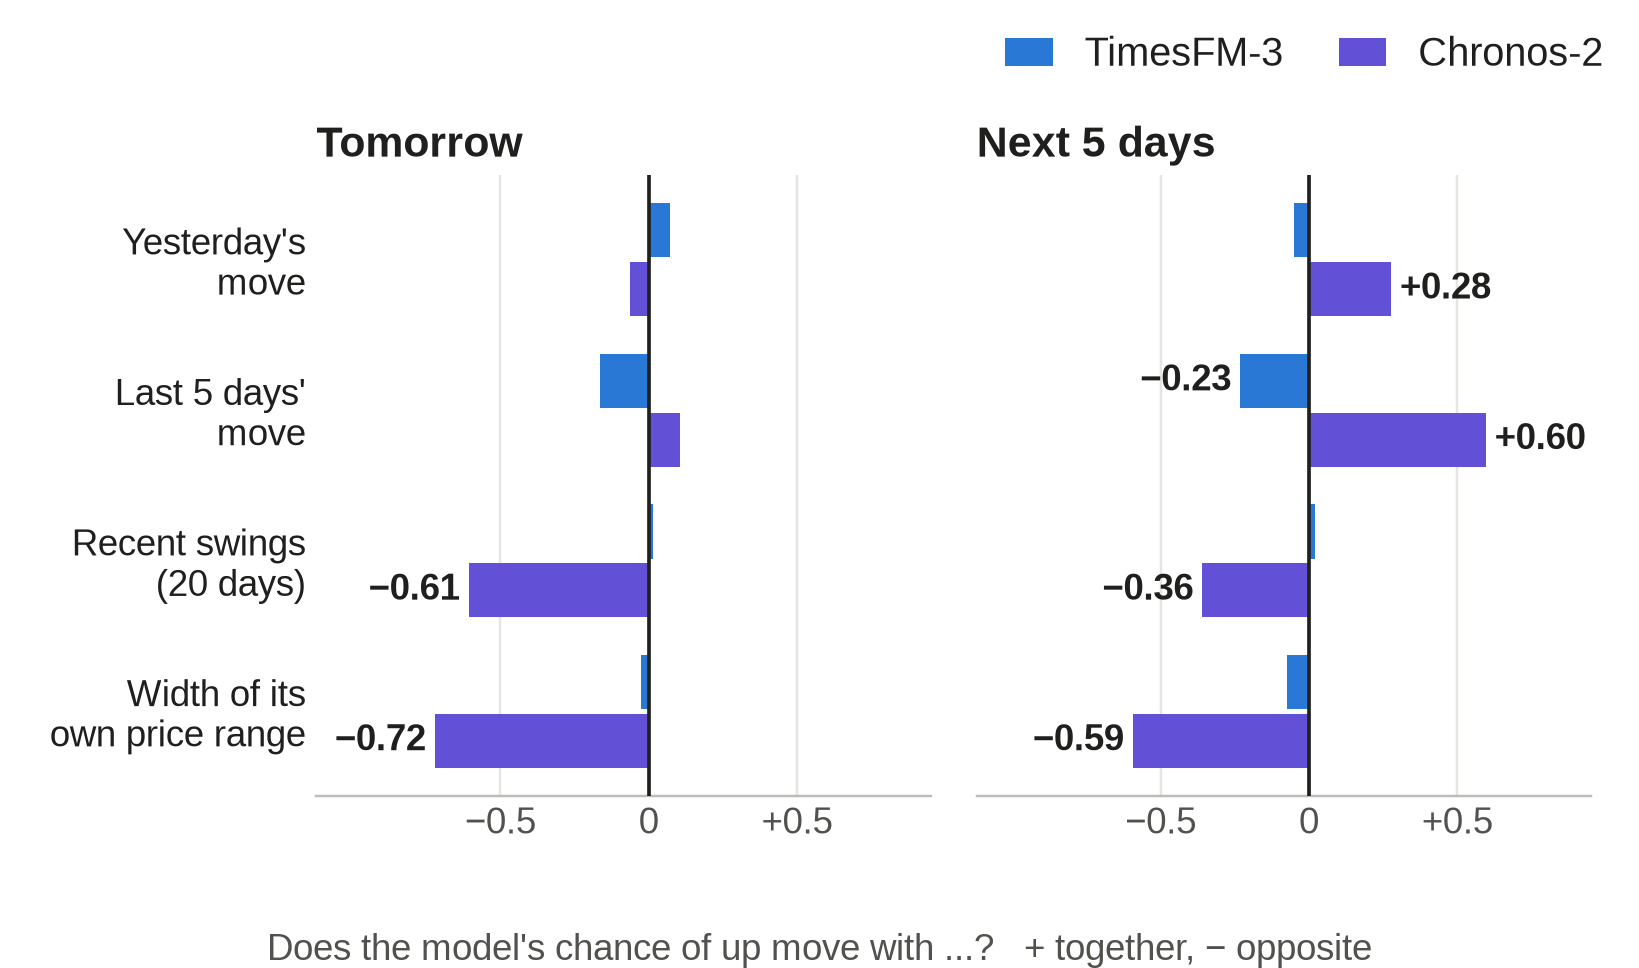 TimesFM-3 Chronos-2
Tomorrow
Next 5 days
Yesterday's
move
+0.28
Last 5 days'
move
−0.23
+0.60
Recent swings
(20 days)
−0.61
−0.36
Width of its
own price range
−0.72
−0.59
−0.5 0 +0.5
−0.5 0 +0.5
Does the model's chance of up move with ...? + together, − opposite